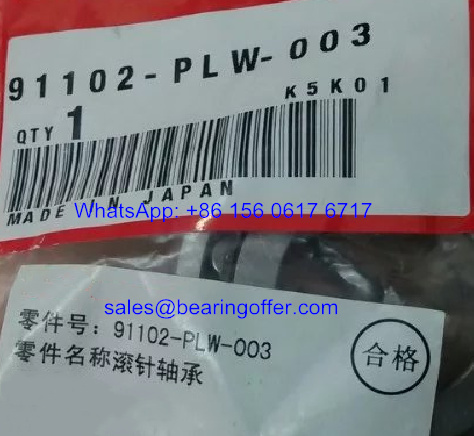 91102-PLW-003
K5K01
QTY 1
MADE IN JAPAN
WhatsApp: +86 156 0617 6717
sales@bearingoffer.com
零件号: 91102-PLW-003
零件名称滚针轴承
合格